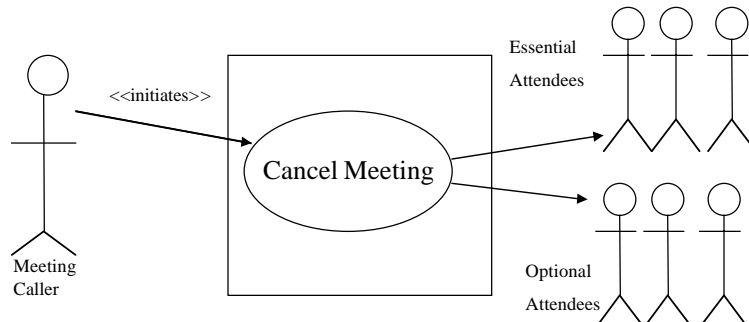 <<initiates>>
Cancel Meeting
Meeting
Caller
Essential
Attendees
Optional
Attendees